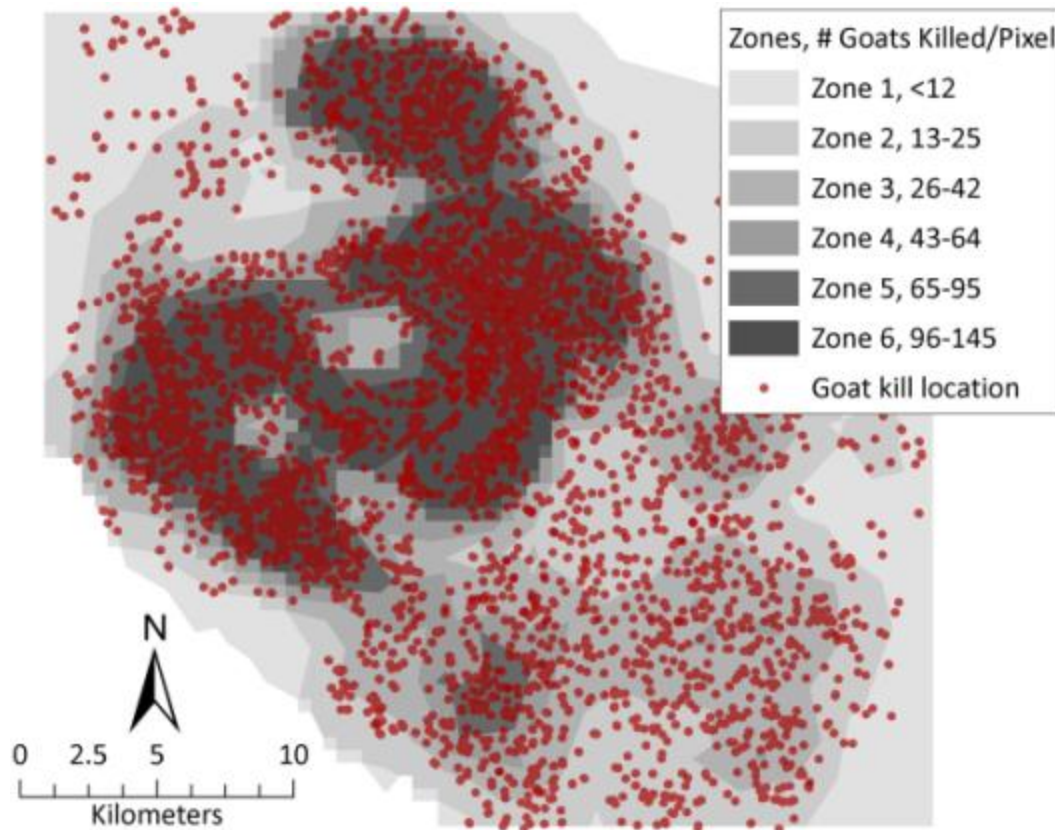 Zones, # Goats Killed/Pixel
Zone 1, <12
Zone 2, 13-25
Zone 3, 26-42
Zone 4, 43-64
Zone 5, 65-95
Zone 6, 96-145
Goat kill location
N
0 2.5 5 10
Kilometers